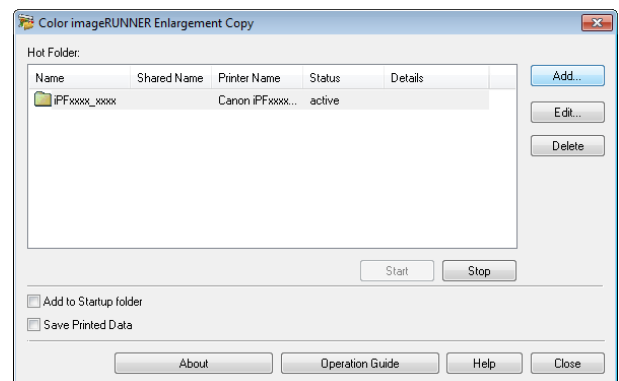 Color imageRUNNER Enlargement Copy
Hot Folder:
Name Shared Name Printer Name Status Details
iPFxxxx_xxxx Canon iPFxxxx... active
Add...
Edit...
Delete
Start Stop
Add to Startup folder
Save Printed Data
About Operation Guide Help Close